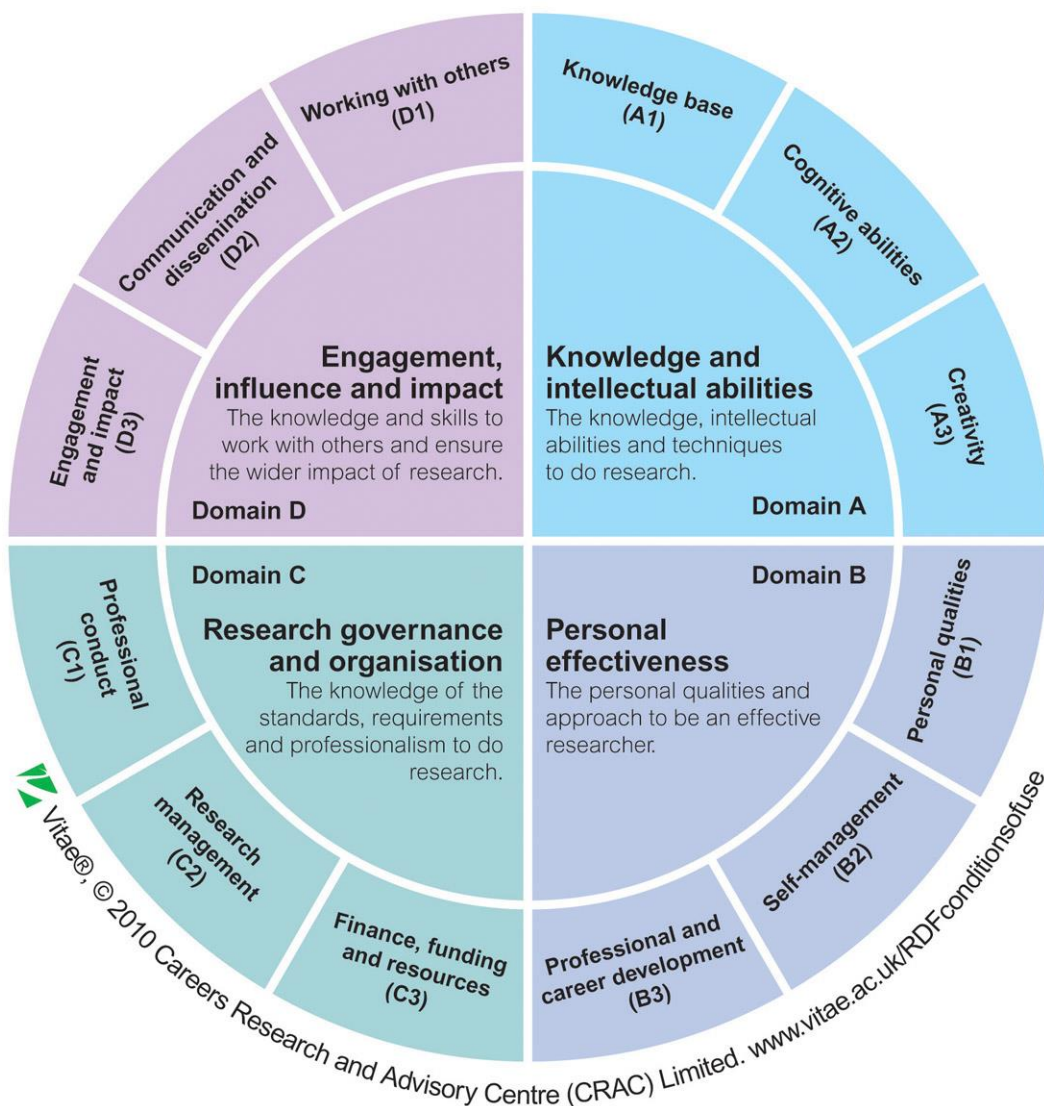 Knowledge base
(A1)
Cognitive abilities
(A2)
Creativity
(A3)
Knowledge and
intellectual abilities
The knowledge, intellectual
abilities and techniques
to do research.
Domain A
Domain B
Personal
effectiveness
The personal qualities and
approach to be an effective
researcher.
Personal qualities
(B1)
Self-management
(B2)
Professional and
career development
(B3)
Domain C
Research governance
and organisation
The knowledge of the
standards, requirements
and professionalism to do
research.
Professional
conduct
(C1)
Research
management
(C2)
Finance, funding
and resources
(C3)
Working with others
(D1)
Communication and
dissemination
(D2)
Engagement
and impact
(D3)
Engagement,
influence and impact
The knowledge and skills to
work with others and ensure
the wider impact of research.
Domain D
Vitae®, © 2010 Careers Research and Advisory Centre (CRAC) Limited. www.vitae.ac.uk/RDFconditionsofuse